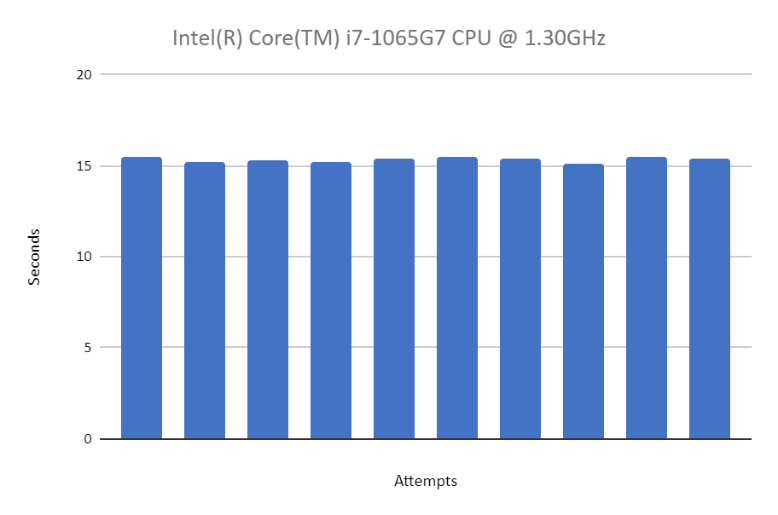 Intel(R) Core(TM) i7-1065G7 CPU @ 1.30GHz
20
15
10
5
0
Seconds
Attempts